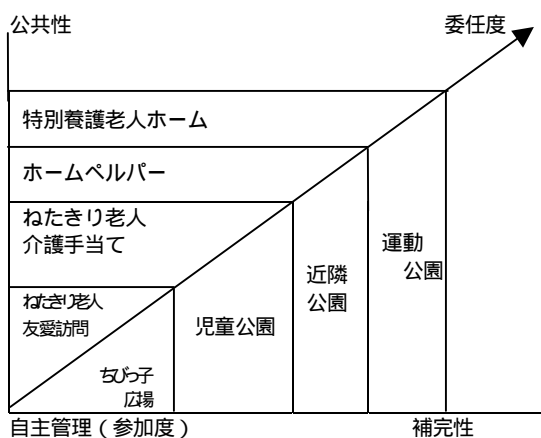 公共性
委任度
特別養護老人ホーム
ホームペルパー
ねたきり老人
介護手当て
ねたきり老人
友愛訪問
ちびっ子
広場
児童公園
近隣
公園
運動
公園
自主管理（参加度）
補完性